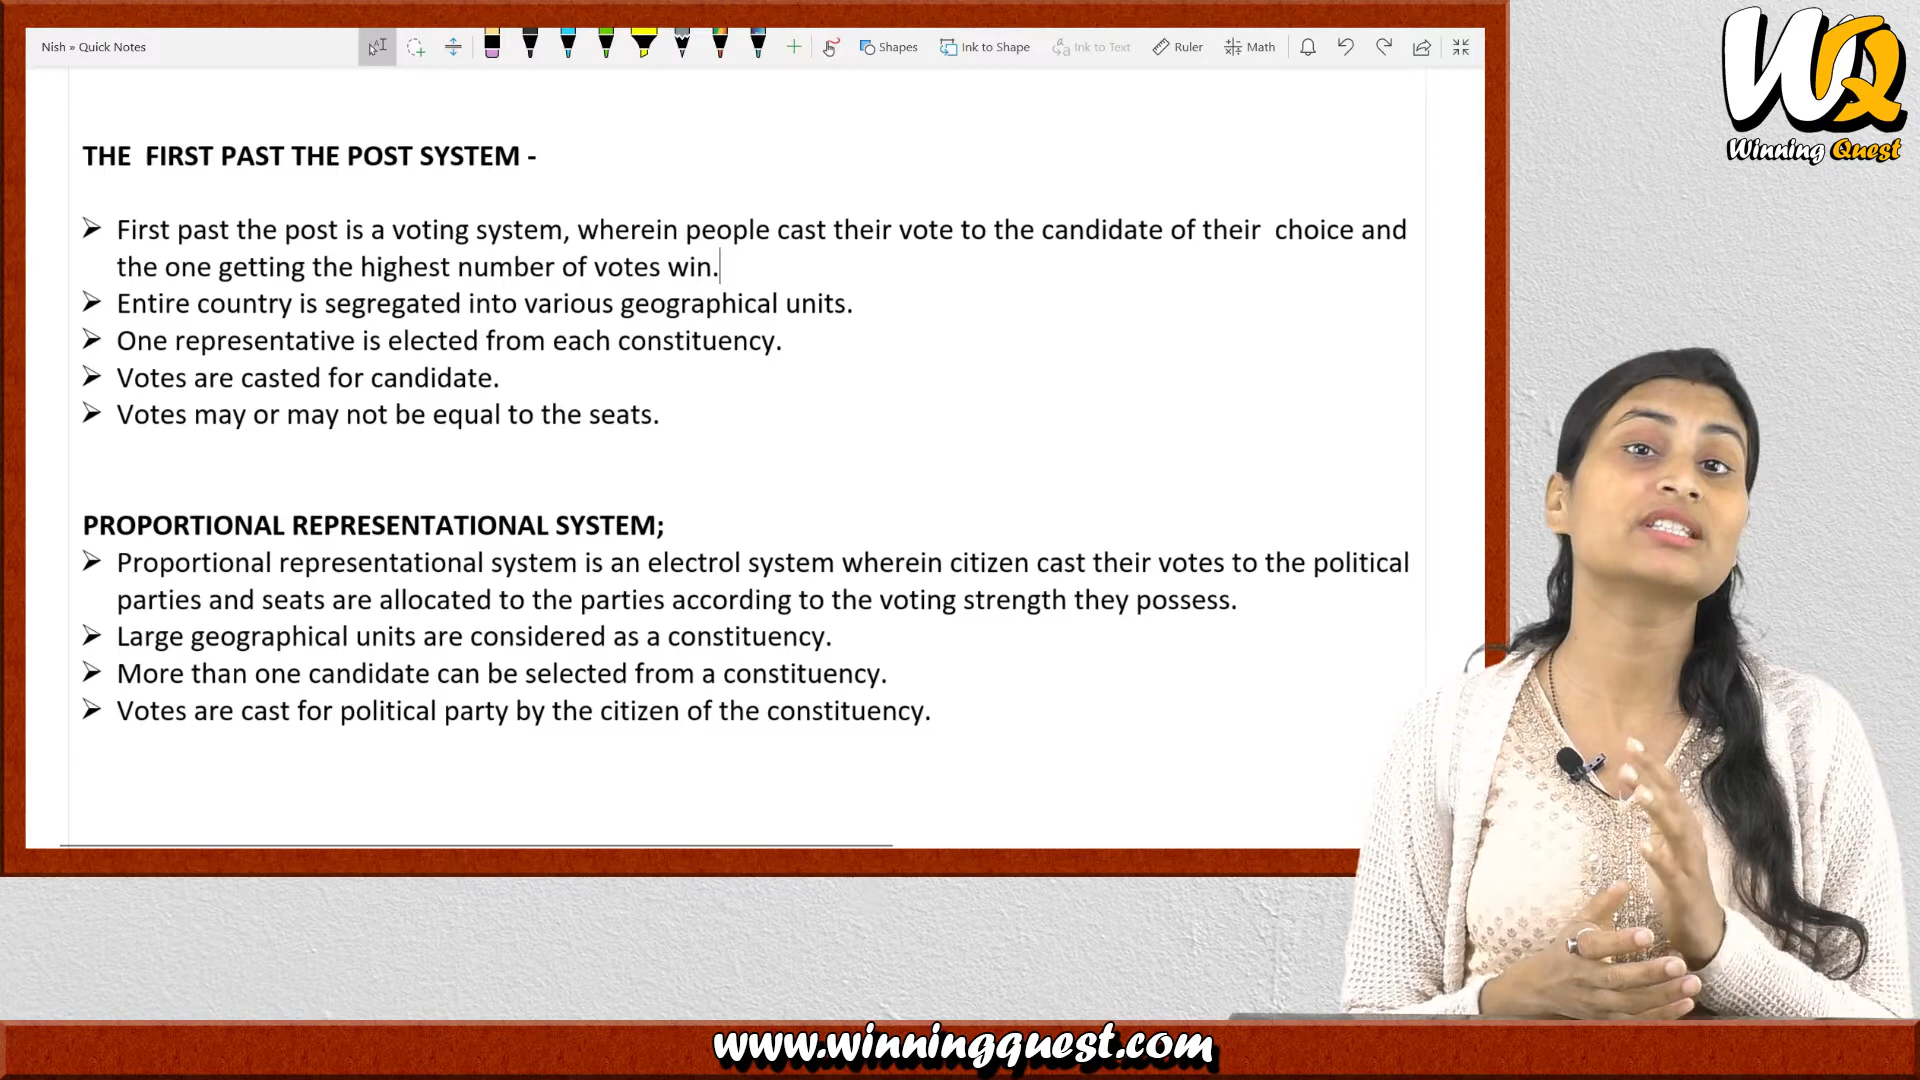 Nish » Quick Notes
Shapes
Ink to Shape
Ink to Text
Ruler
Math
WQ
Winning Quest
THE  FIRST PAST THE POST SYSTEM -
➢ First past the post is a voting system, wherein people cast their vote to the candidate of their  choice and
the one getting the highest number of votes win.
➢ Entire country is segregated into various geographical units.
➢ One representative is elected from each constituency.
➢ Votes are casted for candidate.
➢ Votes may or may not be equal to the seats.
PROPORTIONAL REPRESENTATIONAL SYSTEM;
➢ Proportional representational system is an electrol system wherein citizen cast their votes to the political
parties and seats are allocated to the parties according to the voting strength they possess.
➢ Large geographical units are considered as a constituency.
➢ More than one candidate can be selected from a constituency.
➢ Votes are cast for political party by the citizen of the constituency.
www.winningquest.com